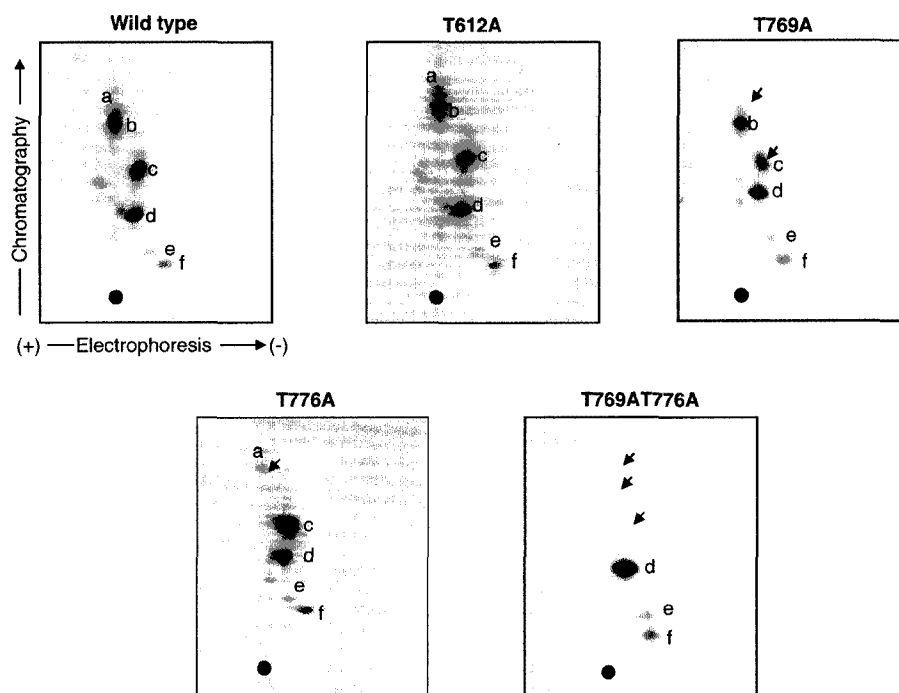 Wild type
T612A
T769A
a
b
c
d
e
f
a
b
c
d
e
f
b
c
d
e
f
Chromatography
(+) Electrophoresis (-)
T776A
T769AT776A
a
c
d
e
f
d
e
f